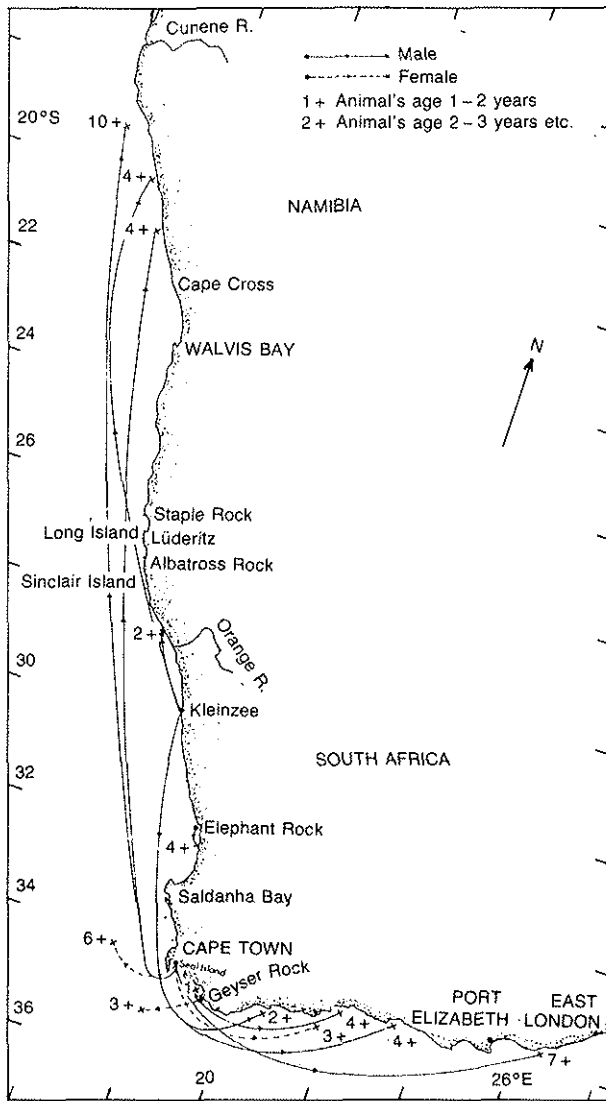 Cunene R.
Male
Female
1+ Animal's age 1–2 years
2+ Animal's age 2–3 years etc.
20°S
10+
4+
NAMIBIA
22
4+
Cape Cross
24
WALVIS BAY
N
26
Staple Rock
Long Island
Lüderitz
Albatross Rock
Sinclair Island
2+
Orange R.
30
Kleinzee
SOUTH AFRICA
32
Elephant Rock
4+
34
Saldanha Bay
6+
CAPE TOWN
Seal Island
Geyser Rock
3+
2+
4+
3+
4+
PORT
ELIZABETH
EAST
LONDON
36
7+
20
26°E